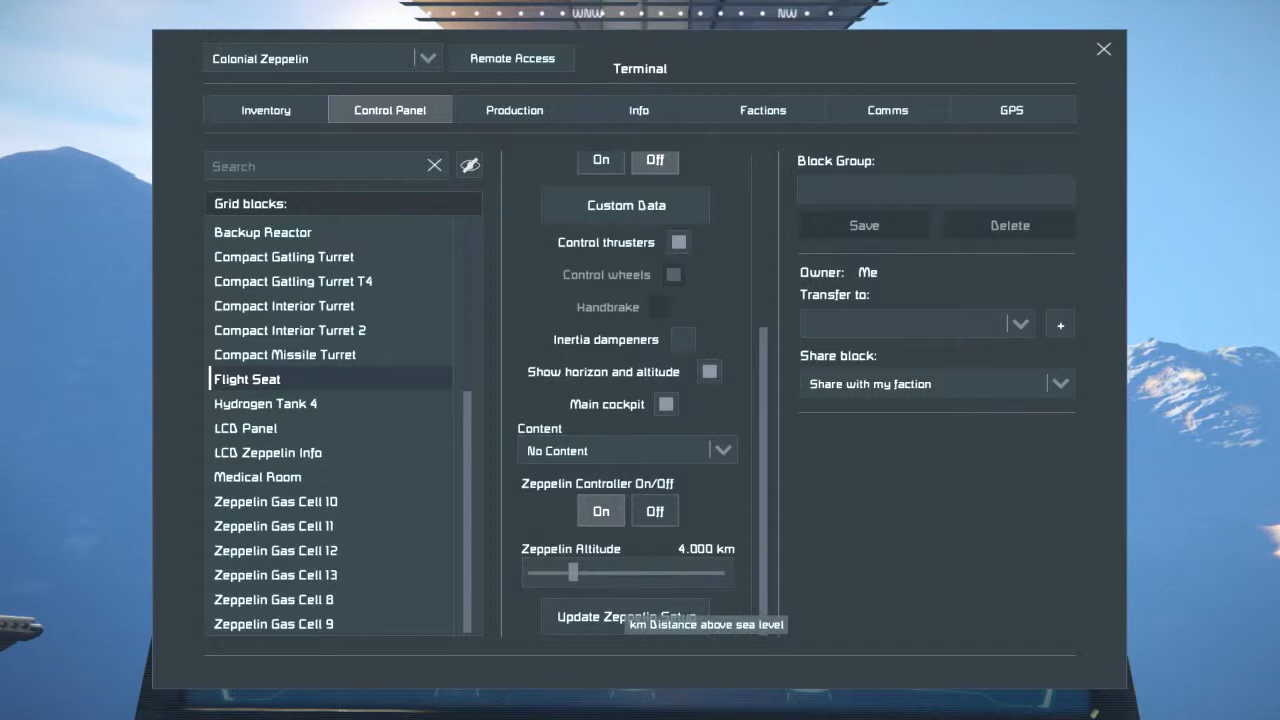 WNW NW
Colonial Zeppelin
Remote Access
Terminal
Inventory
Control Panel
Production
Info
Factions
Comms
GPS
Search
Grid blocks:
Backup Reactor
Compact Gatling Turret
Compact Gatling Turret T4
Compact Interior Turret
Compact Interior Turret 2
Compact Missile Turret
Flight Seat
Hydrogen Tank 4
LCD Panel
LCD Zeppelin Info
Medical Room
Zeppelin Gas Cell 10
Zeppelin Gas Cell 11
Zeppelin Gas Cell 12
Zeppelin Gas Cell 13
Zeppelin Gas Cell 8
Zeppelin Gas Cell 9
On Off
Custom Data
Control thrusters
Control wheels
Handbrake
Inertia dampeners
Show horizon and altitude
Main cockpit
Content
No Content
Zeppelin Controller On/Off
On Off
Zeppelin Altitude 4.000 km
Update Zeppelin Setup
km Distance above sea level
Block Group:
Save Delete
Owner: Me
Transfer to:
+
Share block:
Share with my faction